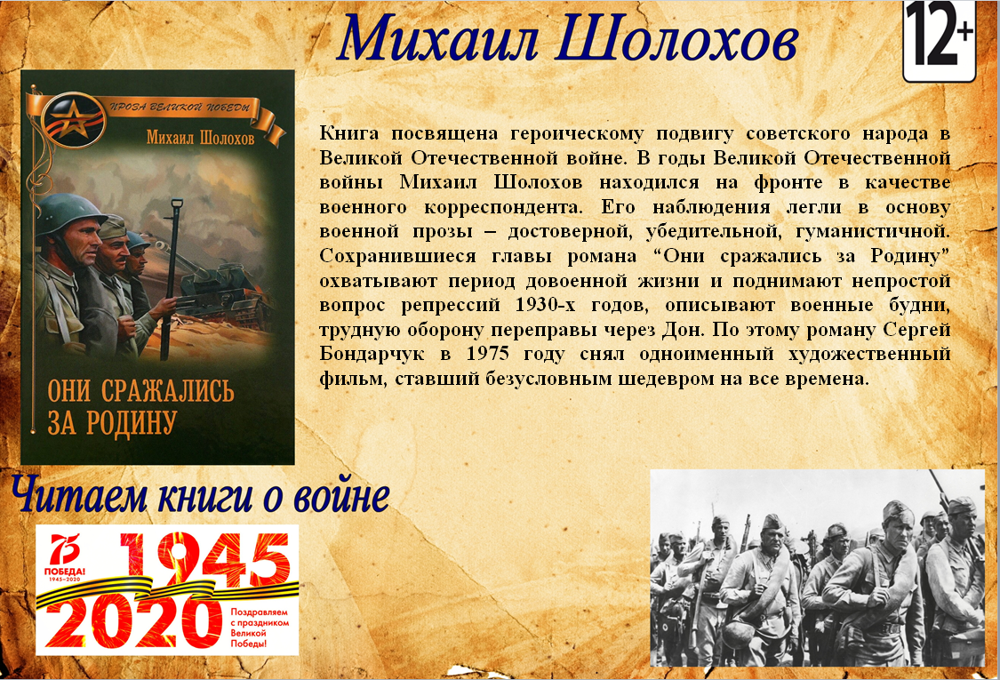 Михаил Шолохов
12+
ПРОЗА ВЕЛИКОЙ ПОБЕДЫ
Михаил Шолохов
ОНИ СРАЖАЛИСЬ
ЗА РОДИНУ
Книга посвящена героическому подвигу советского народа в
Великой Отечественной войне. В годы Великой Отечественной
войны Михаил Шолохов находился на фронте в качестве
военного корреспондента. Его наблюдения легли в основу
военной прозы – достоверной, убедительной, гуманистичной.
Сохранившиеся главы романа “Они сражались за Родину”
охватывают период довоенной жизни и поднимают непростой
вопрос репрессий 1930-х годов, описывают военные будни,
трудную оборону переправы через Дон. По этому роману Сергей
Бондарчук в 1975 году снял одноименный художественный
фильм, ставший безусловным шедевром на все времена.
Читаем книги о войне
75
ПОБЕДА!
1945–2020
1945
2020
Поздравляем
с праздником
Великой
Победы!